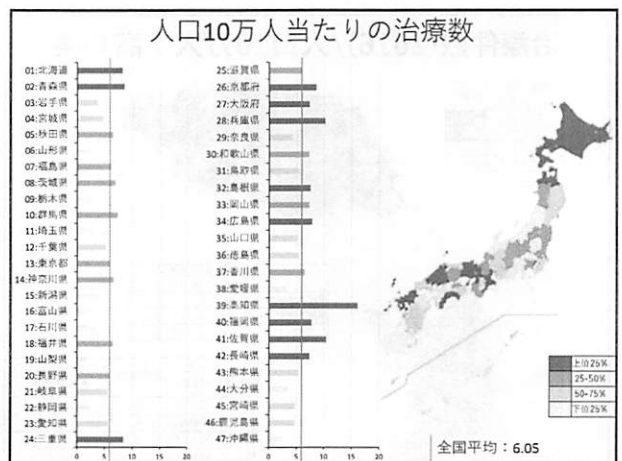 人口10万人当たりの治療数
01:北海道
02:青森県
03:岩手県
04:宮城県
05:秋田県
06:山形県
07:福島県
08:茨城県
09:栃木県
10:群馬県
11:埼玉県
12:千葉県
13:東京都
14:神奈川県
15:新潟県
16:富山県
17:石川県
18:福井県
19:山梨県
20:長野県
21:岐阜県
22:静岡県
23:愛知県
24:三重県
0 5 10 15 20
25:滋賀県
26:京都府
27:大阪府
28:兵庫県
29:奈良県
30:和歌山県
31:鳥取県
32:島根県
33:岡山県
34:広島県
35:山口県
36:徳島県
37:香川県
38:愛媛県
39:高知県
40:福岡県
41:佐賀県
42:長崎県
43:熊本県
44:大分県
45:宮崎県
46:鹿児島県
47:沖縄県
0 5 10 15 20
上位25%
25-50%
50-75%
下位25%
全国平均：6.05